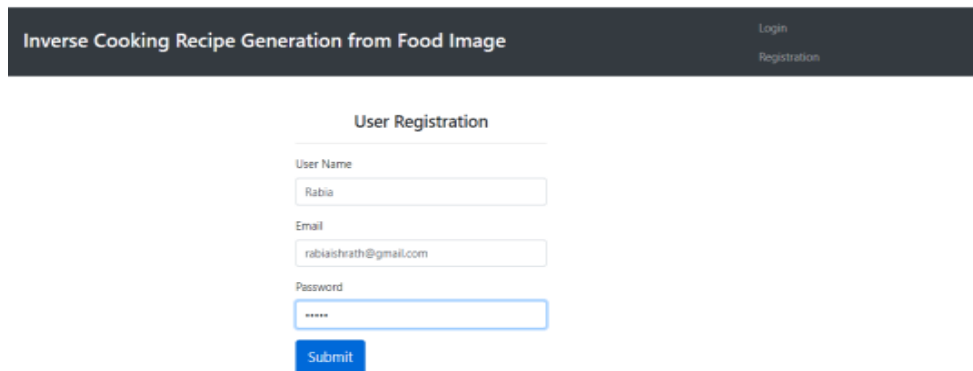 Inverse Cooking Recipe Generation from Food Image
Login
Registration
User Registration
User Name
Rabia
Email
rabiaishrath@gmail.com
Password
•••••
Submit